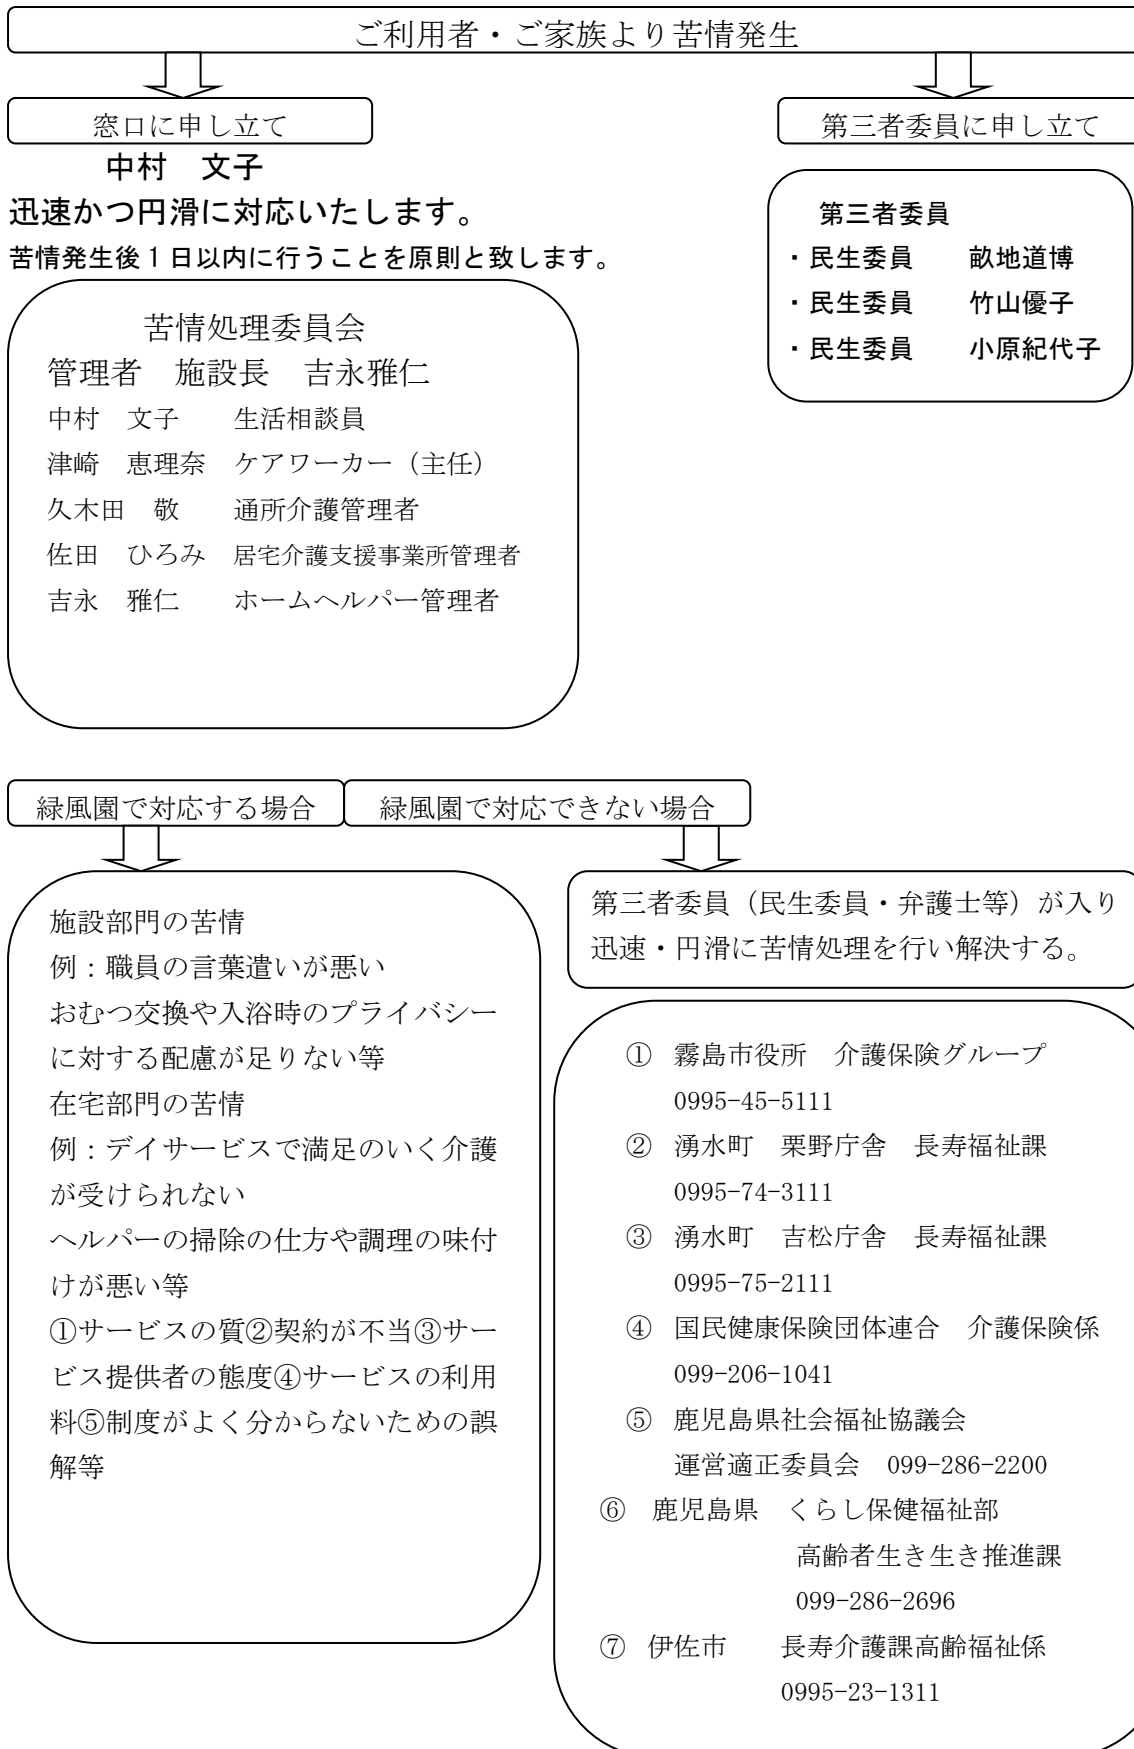 ご利用者・ご家族より苦情発生
窓口に申し立て
中村　文子
迅速かつ円滑に対応いたします。
苦情発生後１日以内に行うことを原則と致します。
第三者委員に申し立て
第三者委員
・民生委員　　畝地道博
・民生委員　　竹山優子
・民生委員　　小原紀代子
苦情処理委員会
管理者　施設長　吉永雅仁
中村　文子　　生活相談員
津崎　恵理奈　ケアワーカー（主任）
久木田　敬　　通所介護管理者
佐田　ひろみ　居宅介護支援事業所管理者
吉永　雅仁　　ホームヘルパー管理者
緑風園で対応する場合
緑風園で対応できない場合
施設部門の苦情
例：職員の言葉遣いが悪い
おむつ交換や入浴時のプライバシー
に対する配慮が足りない等
在宅部門の苦情
例：デイサービスで満足のいく介護
が受けられない
ヘルパーの掃除の仕方や調理の味付
けが悪い等
①サービスの質②契約が不当③サー
ビス提供者の態度④サービスの利用
料⑤制度がよく分からないための誤
解等
第三者委員（民生委員・弁護士等）が入り
迅速・円滑に苦情処理を行い解決する。
①　霧島市役所　介護保険グループ
0995-45-5111
②　湧水町　栗野庁舎　長寿福祉課
0995-74-3111
③　湧水町　吉松庁舎　長寿福祉課
0995-75-2111
④　国民健康保険団体連合　介護保険係
099-206-1041
⑤　鹿児島県社会福祉協議会
運営適正委員会　099-286-2200
⑥　鹿児島県　くらし保健福祉部
高齢者生き生き推進課
099-286-2696
⑦　伊佐市　　長寿介護課高齢福祉係
0995-23-1311